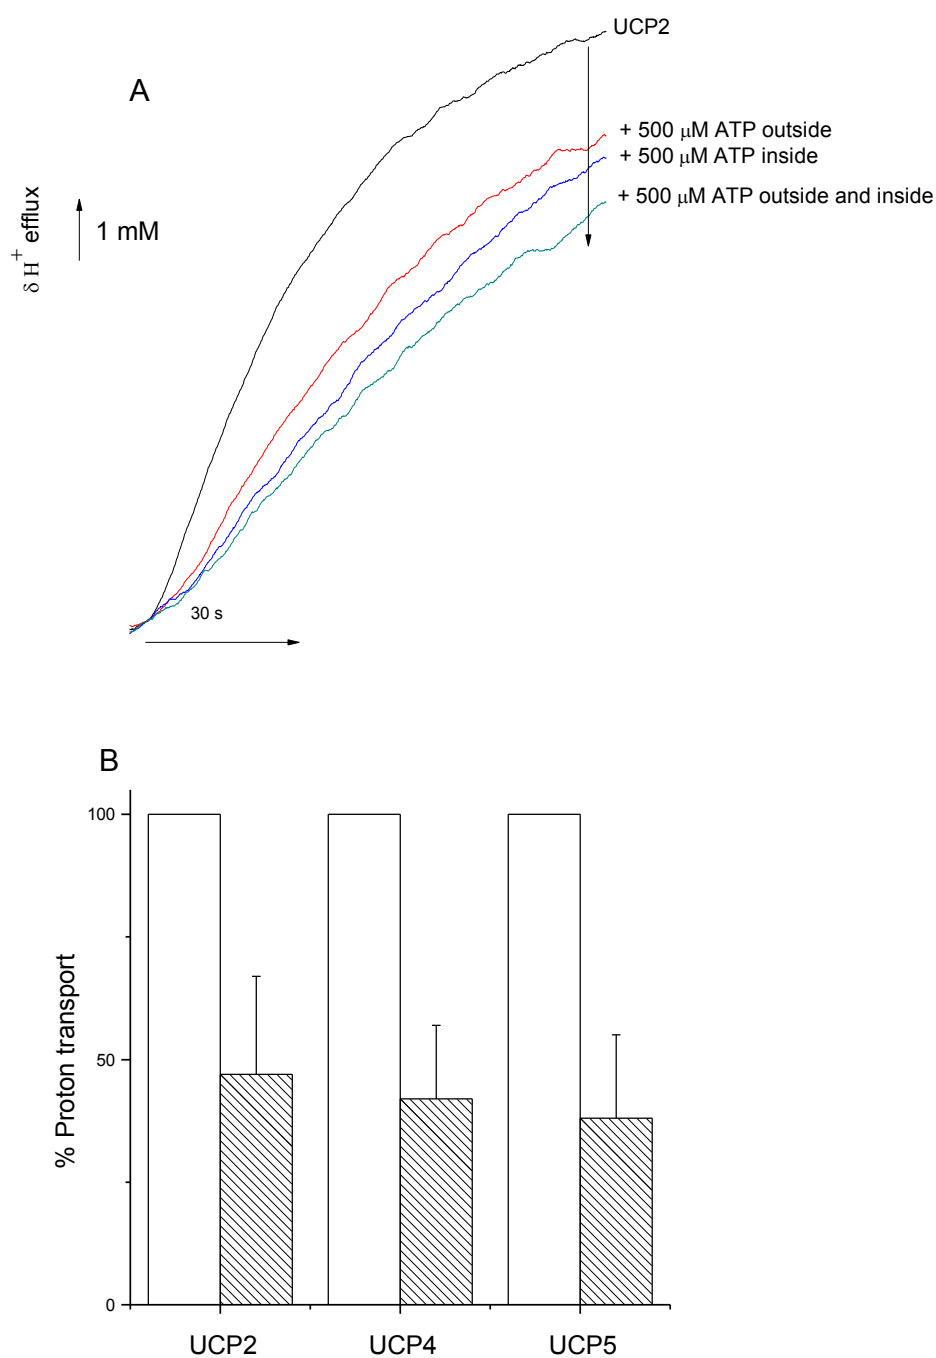 UCP2
A
+ 500 μM ATP outside
+ 500 μM ATP inside
+ 500 μM ATP outside and inside
δ H+ efflux
1 mM
30 s
B
100
50
0
% Proton transport
UCP2 UCP4 UCP5